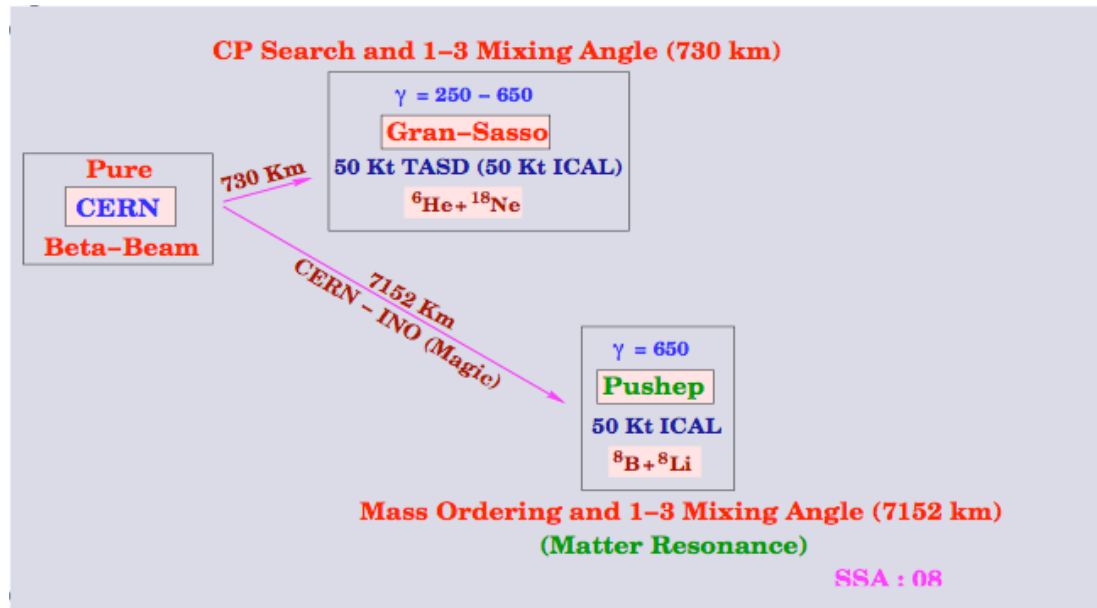 CP Search and 1–3 Mixing Angle (730 km)
γ = 250 – 650
Gran–Sasso
50 Kt TASD (50 Kt ICAL)
⁶He+¹⁸Ne
Pure
CERN
Beta–Beam
730 Km
7152 Km
CERN – INO (Magic)
γ = 650
Pushep
50 Kt ICAL
⁸B+⁸Li
Mass Ordering and 1–3 Mixing Angle (7152 km)
(Matter Resonance)
SSA : 08